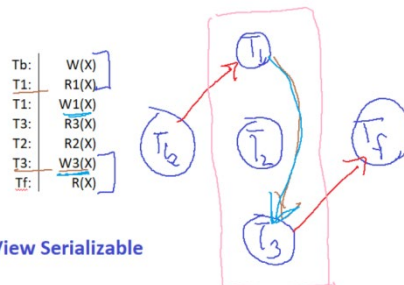 Tb: W(X)
T1: R1(X)
T1: W1(X)
T3: R3(X)
T2: R2(X)
T3: W3(X)
Tf: R(X)
View Serializable
T1
Tb
T2
Tf
T3